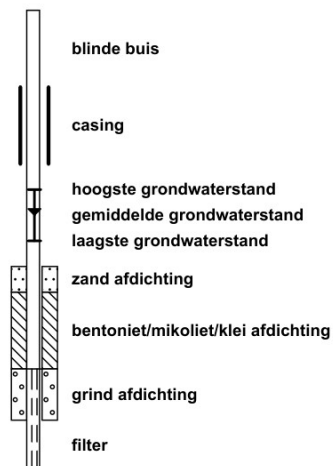 blinde buis
casing
hoogste grondwaterstand
gemiddelde grondwaterstand
laagste grondwaterstand
zand afdichting
bentoniet/mikoliet/klei afdichting
grind afdichting
filter